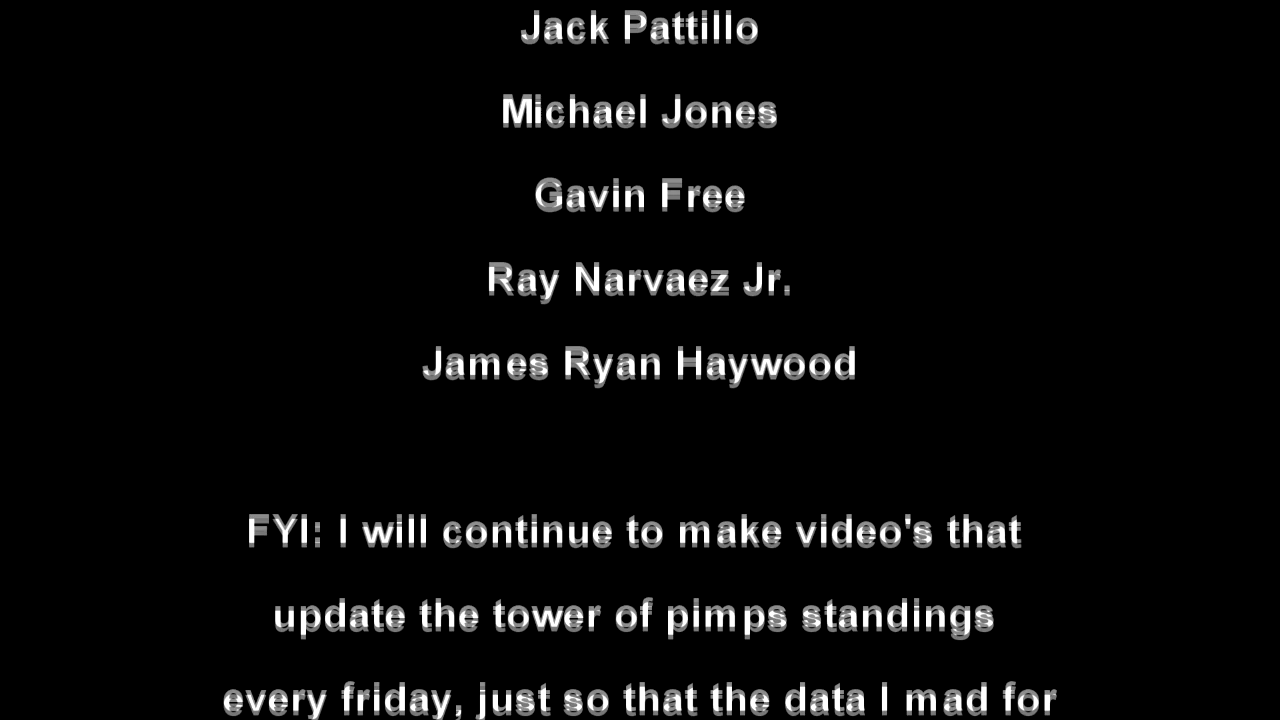 Jack Pattillo
Michael Jones
Gavin Free
Ray Narvaez Jr.
James Ryan Haywood
FYI: I will continue to make video's that
update the tower of pimps standings
every friday, just so that the data I mad for